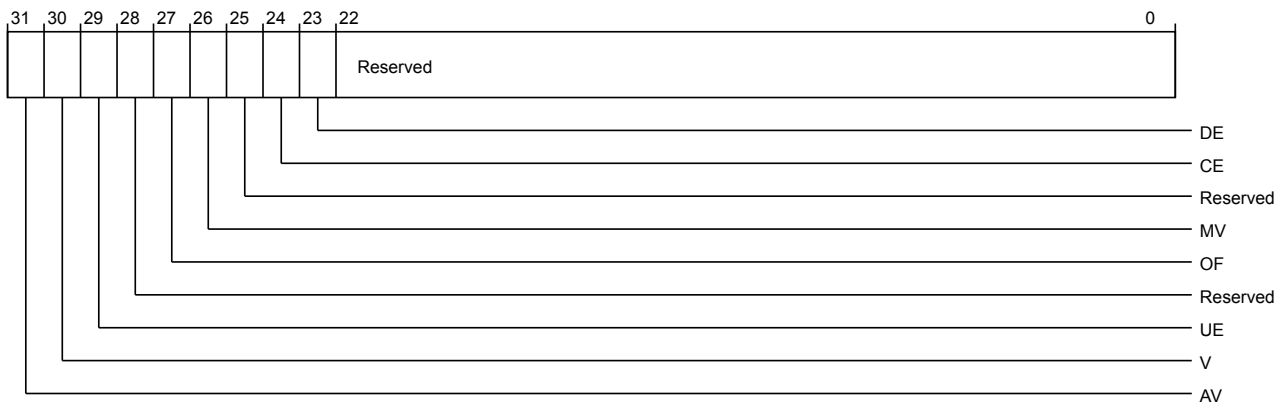 31 30 29 28 27 26 25 24 23 22 0
Reserved
DE
CE
Reserved
MV
OF
Reserved
UE
V
AV